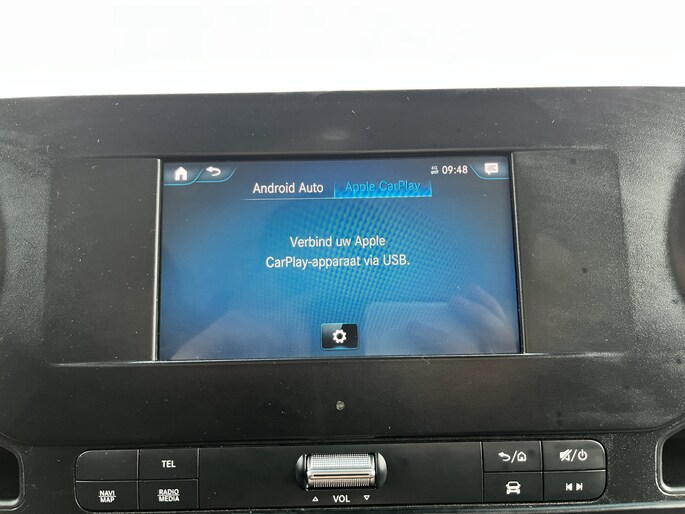 4G 09:48
Android Auto Apple CarPlay
Verbind uw Apple
CarPlay-apparaat via USB.
TEL
NAVI
MAP
RADIO
MEDIA
VOL